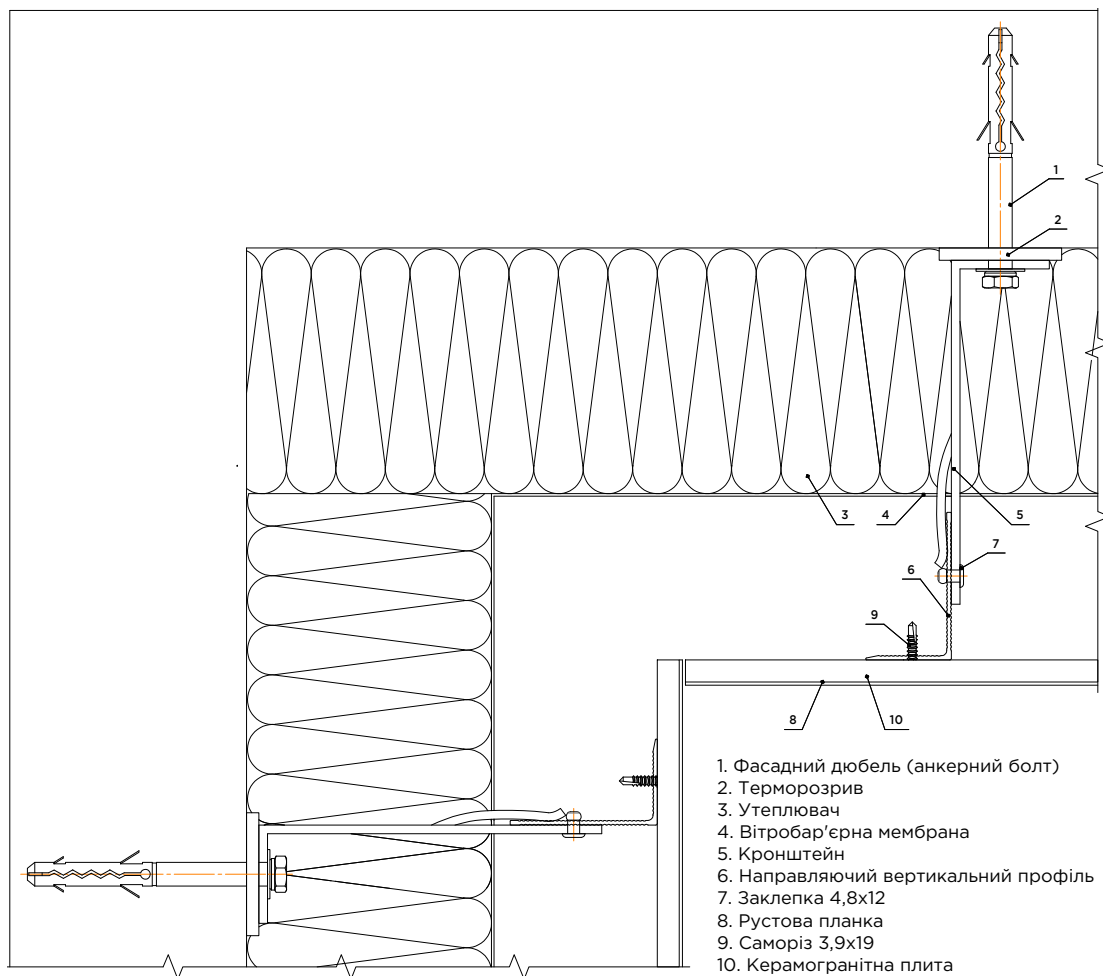 1
2
3
4
5
7
6
9
8
10
1. Фасадний дюбель (анкерний болт)
2. Терморозрив
3. Утеплювач
4. Вітробар'єрна мембрана
5. Кронштейн
6. Направляючий вертикальний профіль
7. Заклепка 4,8х12
8. Рустова планка
9. Саморіз 3,9х19
10. Керамогранітна плита